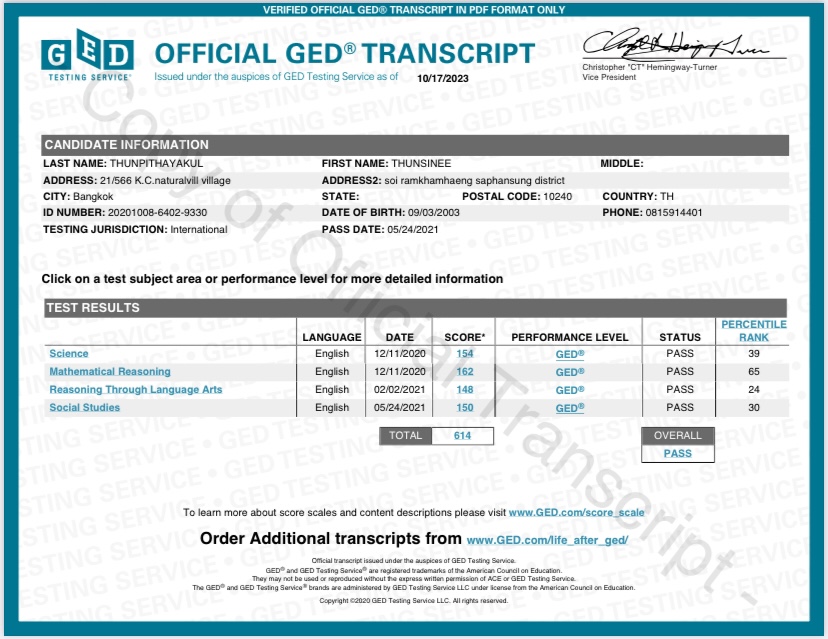 VERIFIED OFFICIAL GED® TRANSCRIPT IN PDF FORMAT ONLY
GED
TESTING SERVICE®
OFFICIAL GED® TRANSCRIPT
Issued under the auspices of GED Testing Service as of 10/17/2023
Christopher "CT" Hemingway-Turner
Vice President
CANDIDATE INFORMATION
LAST NAME: THUNPITHAYAKUL FIRST NAME: THUNSINEE MIDDLE:
ADDRESS: 21/566 K.C.naturalvill village ADDRESS2: soi ramkhamhaeng saphansung district
CITY: Bangkok STATE: POSTAL CODE: 10240 COUNTRY: TH
ID NUMBER: 20201008-6402-9330 DATE OF BIRTH: 09/03/2003 PHONE: 0815914401
TESTING JURISDICTION: International PASS DATE: 05/24/2021
Click on a test subject area or performance level for more detailed information
TEST RESULTS
LANGUAGE DATE SCORE* PERFORMANCE LEVEL STATUS PERCENTILE RANK
Science English 12/11/2020 154 GED® PASS 39
Mathematical Reasoning English 12/11/2020 162 GED® PASS 65
Reasoning Through Language Arts English 02/02/2021 148 GED® PASS 24
Social Studies English 05/24/2021 150 GED® PASS 30
TOTAL 614 OVERALL
PASS
To learn more about score scales and content descriptions please visit www.GED.com/score_scale
Order Additional transcripts from www.GED.com/life_after_ged/
Official transcript issued under the auspices of GED Testing Service.
GED® and GED Testing Service® are registered trademarks of the American Council on Education.
They may not be used or reproduced without the express written permission of ACE or GED Testing Service.
The GED® and GED Testing Service® brands are administered by GED Testing Service LLC under license from the American Council on Education.
Copyright ©2020 GED Testing Service LLC. All rights reserved.
Copy of Official Transcript -